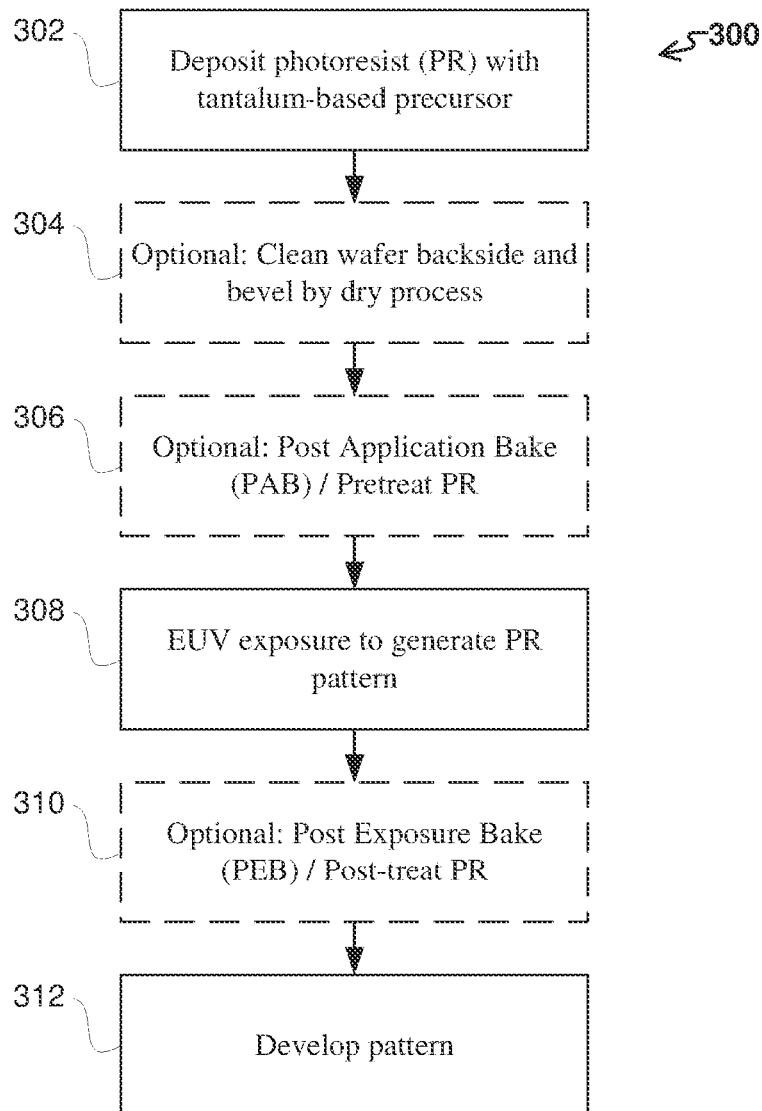 302
300
Deposit photoresist (PR) with
tantalum-based precursor
304
Optional: Clean wafer backside and
bevel by dry process
306
Optional: Post Application Bake
(PAB) / Pretreat PR
308
EUV exposure to generate PR
pattern
310
Optional: Post Exposure Bake
(PEB) / Post-treat PR
312
Develop pattern